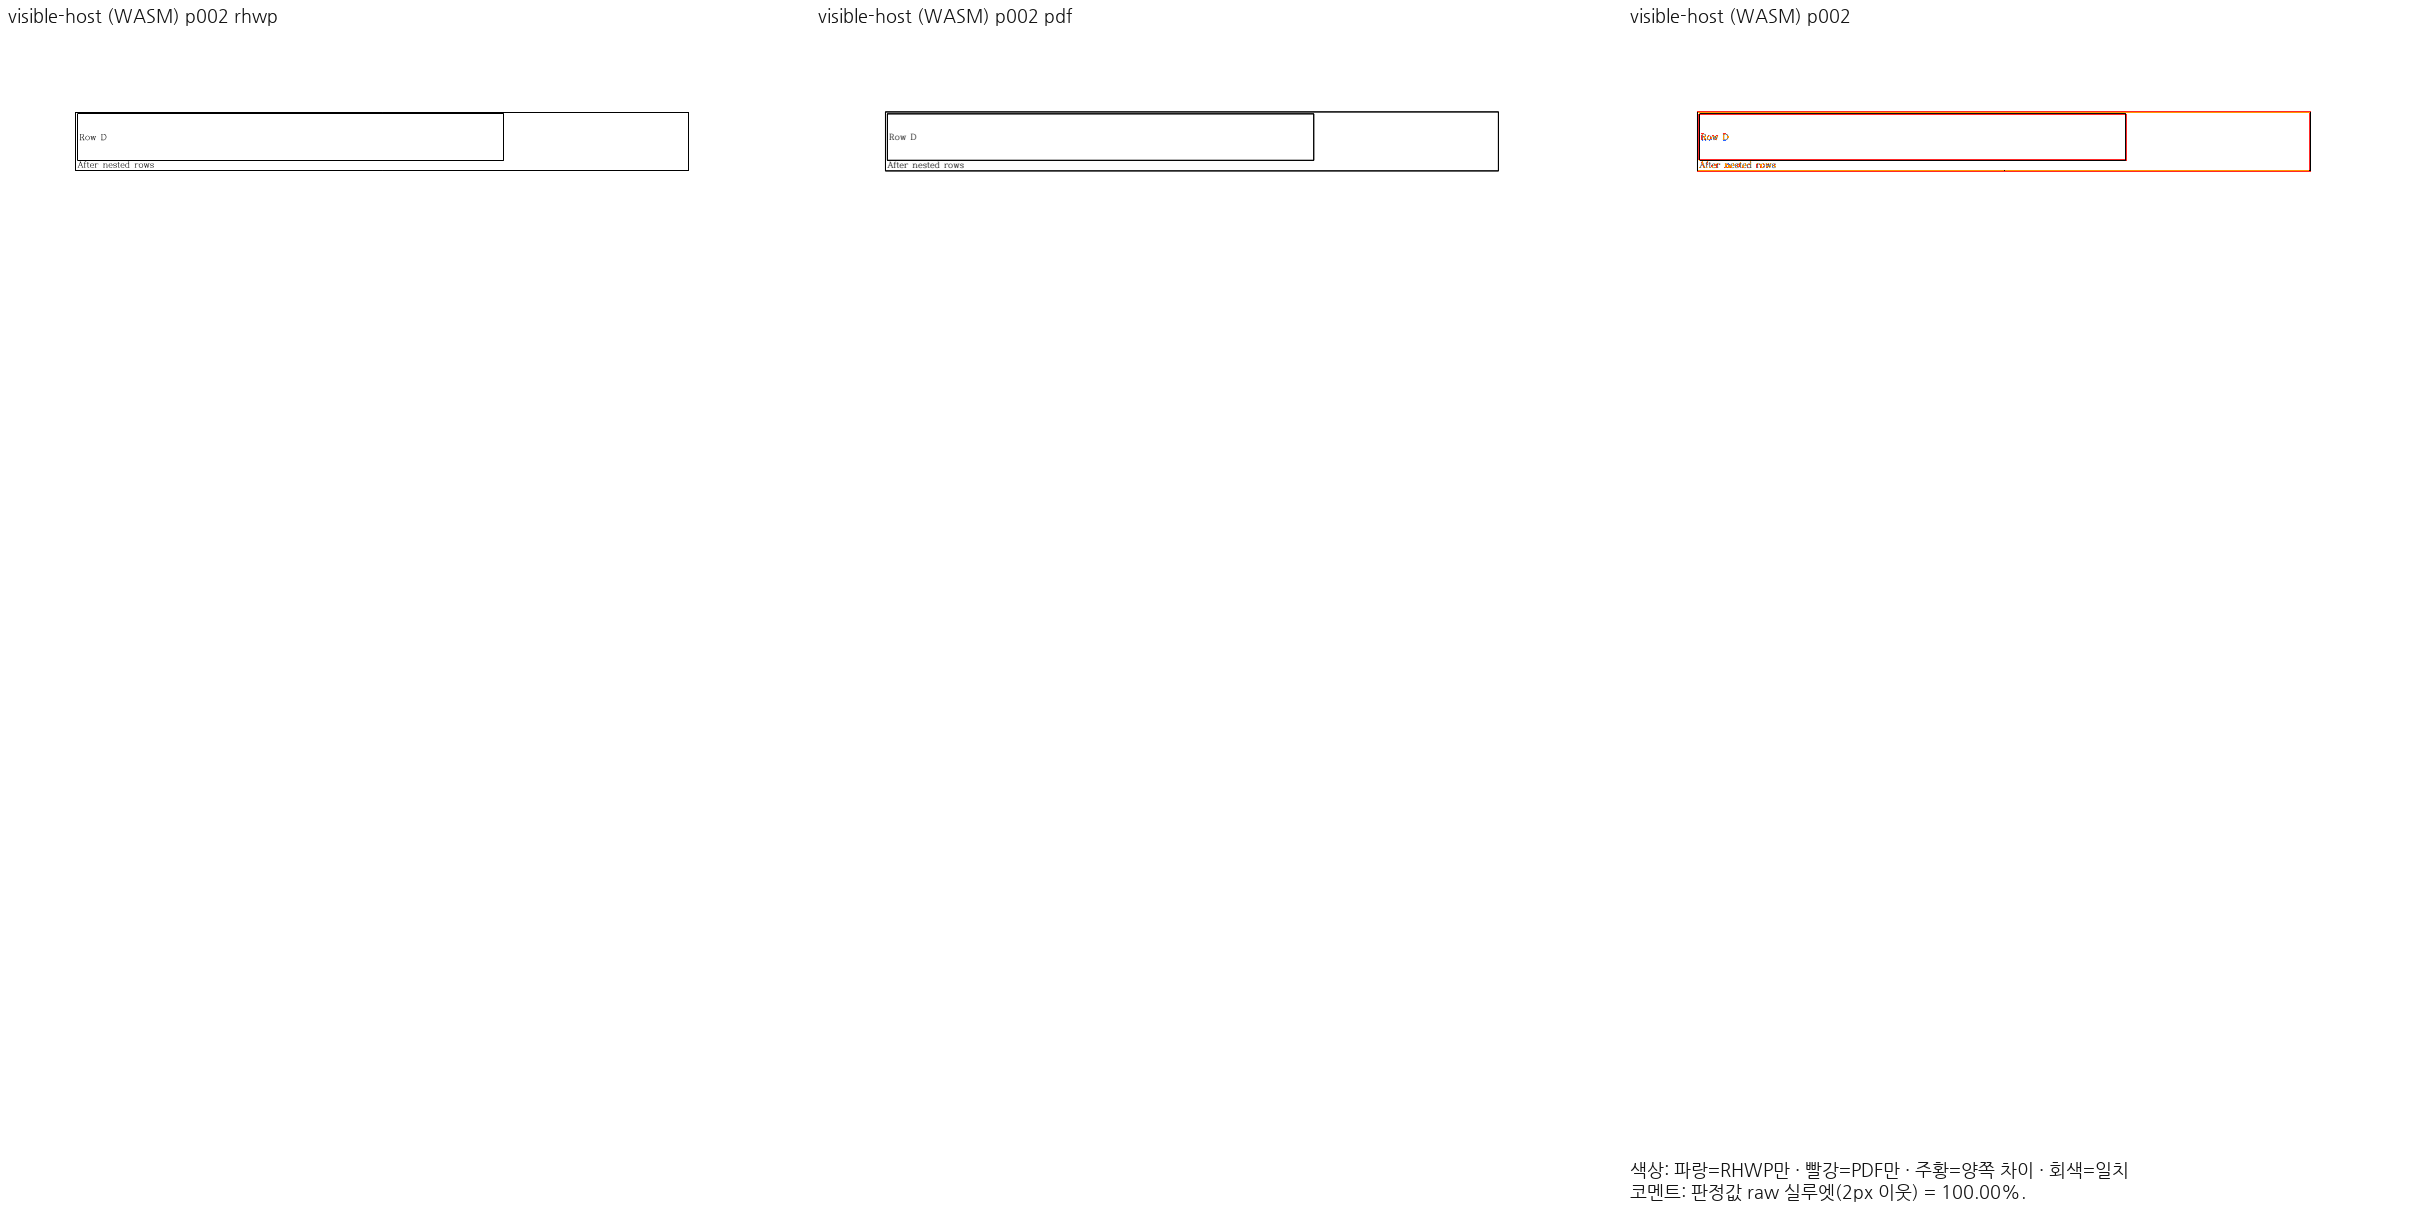 visible-host (WASM) p002 rhwp
Row D
After nested rows
visible-host (WASM) p002 pdf
Row D
After nested rows
visible-host (WASM) p002
Row D
After nested rows
색상: 파랑=RHWP만 · 빨강=PDF만 · 주황=양쪽 차이 · 회색=일치
코멘트: 판정값 raw 실루엣(2px 이웃) = 100.00%.